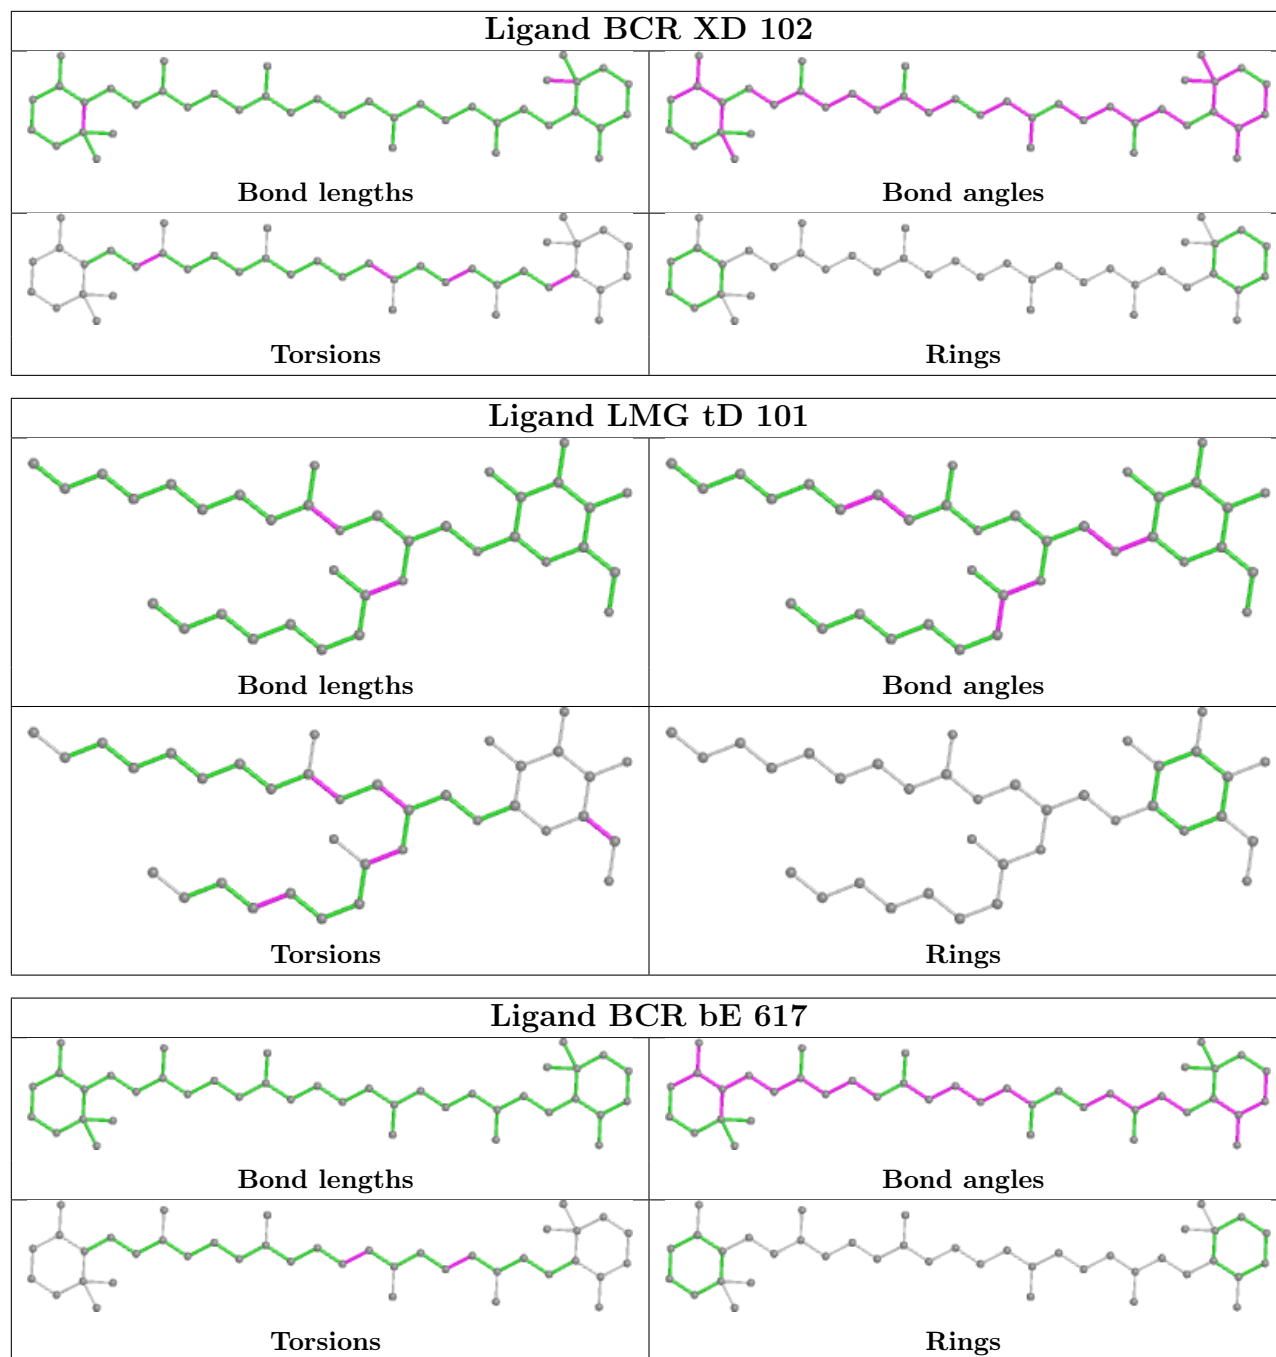 Ligand BCR XD 102
Bond lengths
Bond angles
Torsions
Rings
Ligand LMG tD 101
Bond lengths
Bond angles
Torsions
Rings
Ligand BCR bE 617
Bond lengths
Bond angles
Torsions
Rings